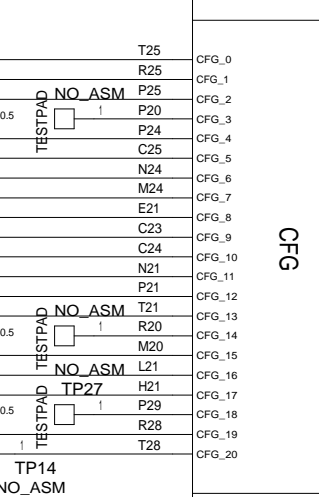 T25 CFG_0
R25 CFG_1
NO_ASM P25 CFG_2
0.5 TESTPAD 1 P20 CFG_3
P24 CFG_4
C25 CFG_5
N24 CFG_6
M24 CFG_7
E21 CFG_8
C23 CFG_9
C24 CFG_10
N21 CFG_11
P21 CFG_12
NO_ASM T21 CFG_13
0.5 TESTPAD 1 R20 CFG_14
M20 CFG_15
NO_ASM L21 CFG_16
TP27 H21 CFG_17
0.5 TESTPAD 1 P29 CFG_18
R28 CFG_19
1 T28 CFG_20
TP14
NO_ASM
CFG